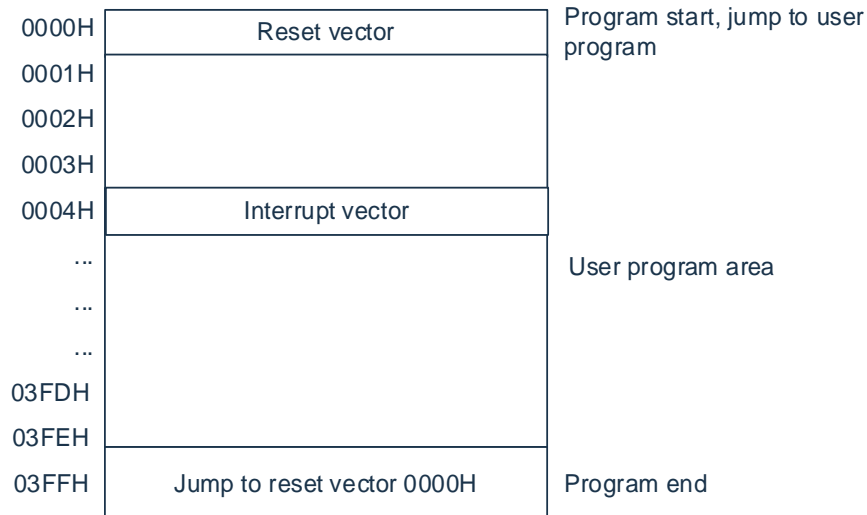 0000H Reset vector Program start, jump to user
program
0001H
0002H
0003H
0004H Interrupt vector
...
User program area
...
...
03FDH
03FEH
03FFH Jump to reset vector 0000H Program end